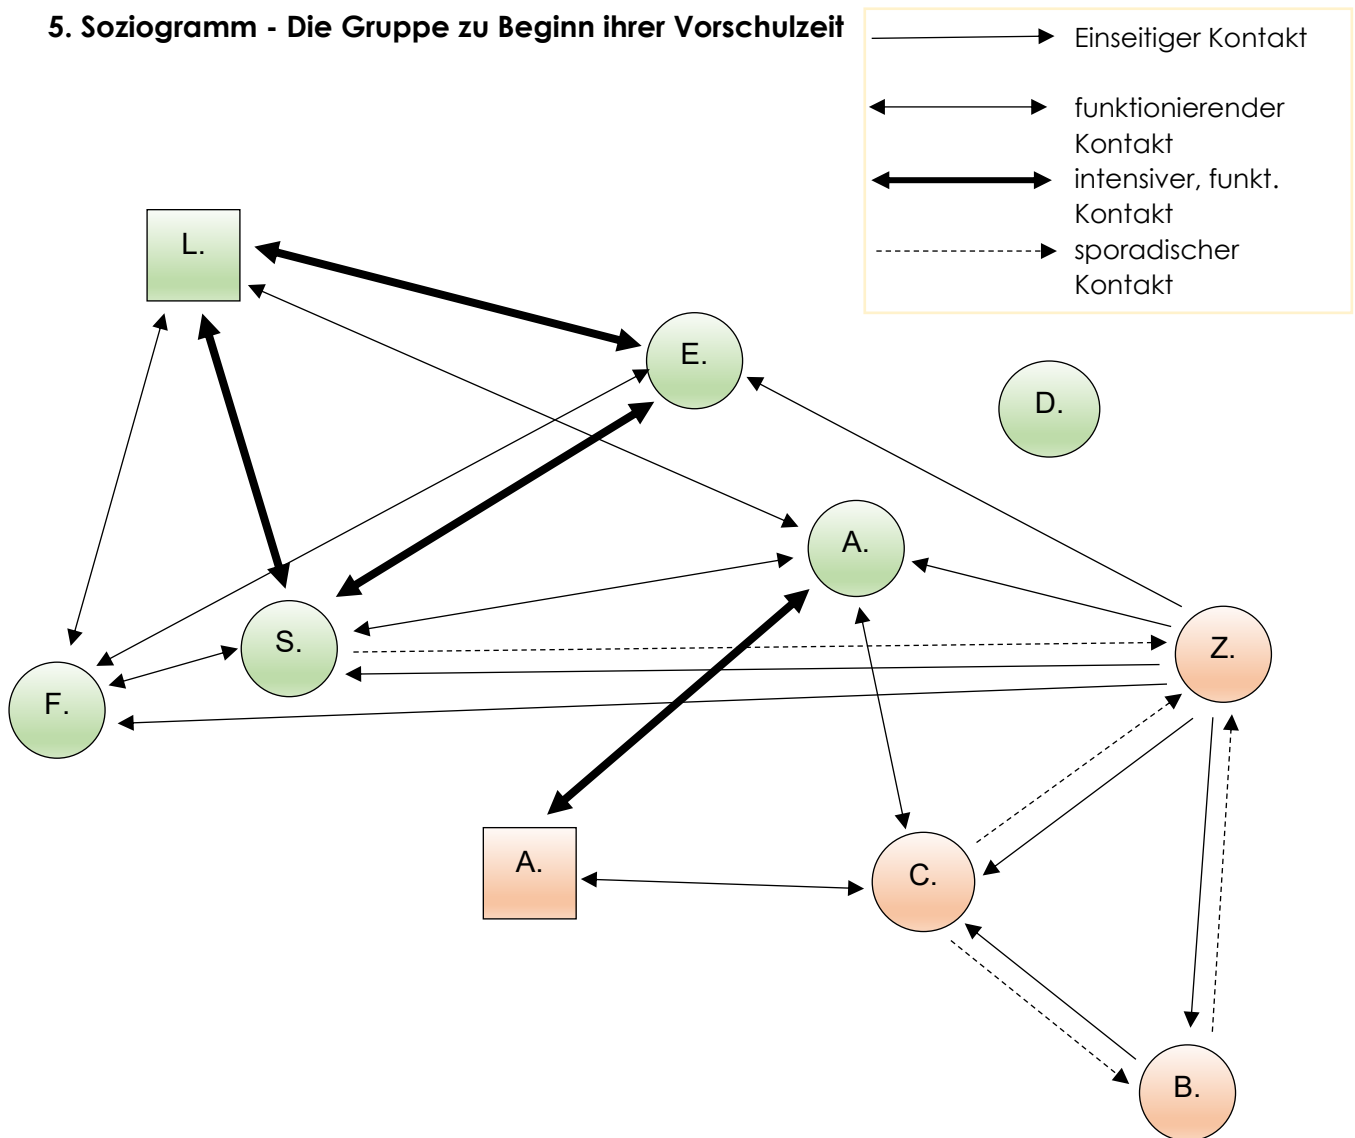 5. Soziogramm - Die Gruppe zu Beginn ihrer Vorschulzeit
Einseitiger Kontakt
funktionierender
Kontakt
intensiver, funkt.
Kontakt
sporadischer
Kontakt
L.
E.
D.
A.
S.
Z.
F.
A.
C.
B.